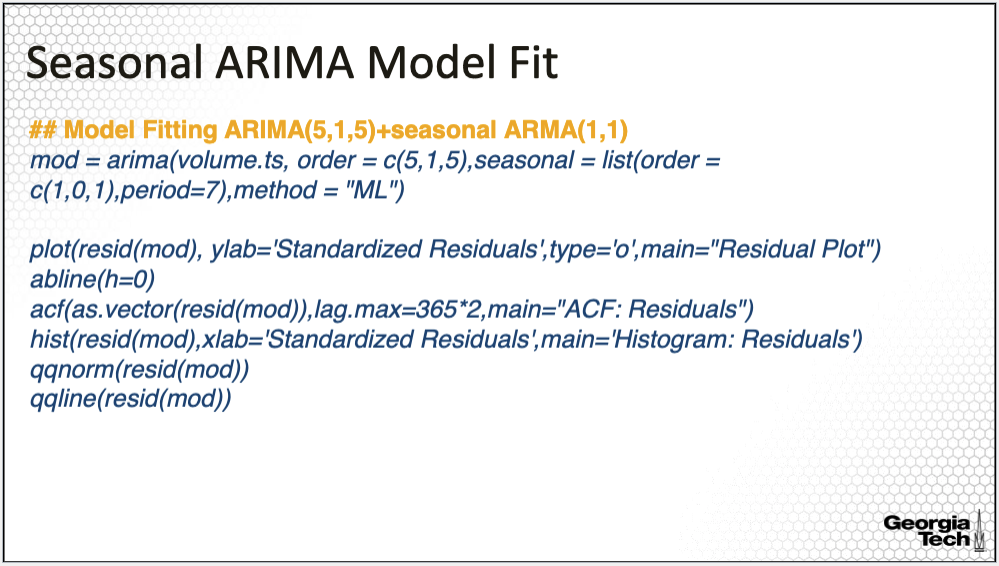 Seasonal ARIMA Model Fit
## Model Fitting ARIMA(5,1,5)+seasonal ARMA(1,1)
mod = arima(volume.ts, order = c(5,1,5),seasonal = list(order =
c(1,0,1),period=7),method = "ML")
plot(resid(mod), ylab='Standardized Residuals',type='o',main="Residual Plot")
abline(h=0)
acf(as.vector(resid(mod)),lag.max=365*2,main="ACF: Residuals")
hist(resid(mod),xlab='Standardized Residuals',main='Histogram: Residuals')
qqnorm(resid(mod))
qqline(resid(mod))
Georgia
Tech